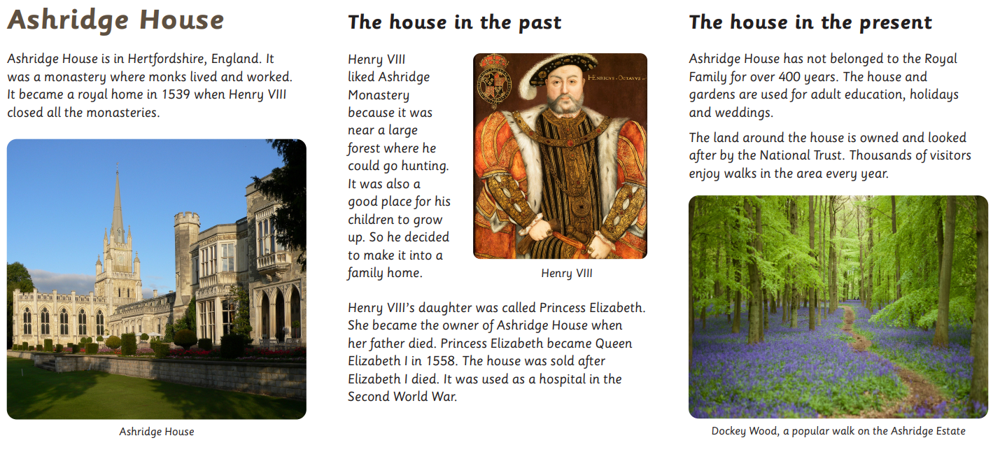 Ashridge House
Ashridge House is in Hertfordshire, England. It
was a monastery where monks lived and worked.
It became a royal home in 1539 when Henry VIII
closed all the monasteries.
Ashridge House
The house in the past
Henry VIII
liked Ashridge
Monastery
because it was
near a large
forest where he
could go hunting.
It was also a
good place for his
children to grow
up. So he decided
to make it into a
family home.
HENRICVS · OCTAVVS
Henry VIII
Henry VIII’s daughter was called Princess Elizabeth.
She became the owner of Ashridge House when
her father died. Princess Elizabeth became Queen
Elizabeth I in 1558. The house was sold after
Elizabeth I died. It was used as a hospital in the
Second World War.
The house in the present
Ashridge House has not belonged to the Royal
Family for over 400 years. The house and
gardens are used for adult education, holidays
and weddings.
The land around the house is owned and looked
after by the National Trust. Thousands of visitors
enjoy walks in the area every year.
Dockey Wood, a popular walk on the Ashridge Estate